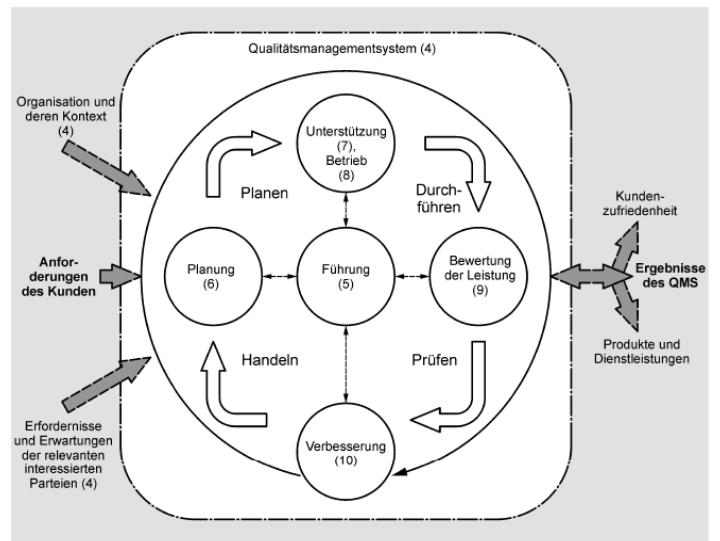 Qualitätsmanagementsystem (4)
Organisation und
deren Kontext
(4)
Unterstützung
(7),
Betrieb
(8)
Planen
Durch-
führen
Kunden-
zufriedenheit
Anfor-
derungen
des Kunden
Planung
(6)
Führung
(5)
Bewertung
der Leistung
(9)
Ergebnisse
des QMS
Handeln
Prüfen
Produkte und
Dienstleistungen
Erfordernisse
und Erwartungen
der relevanten
interessierten
Parteien (4)
Verbesserung
(10)